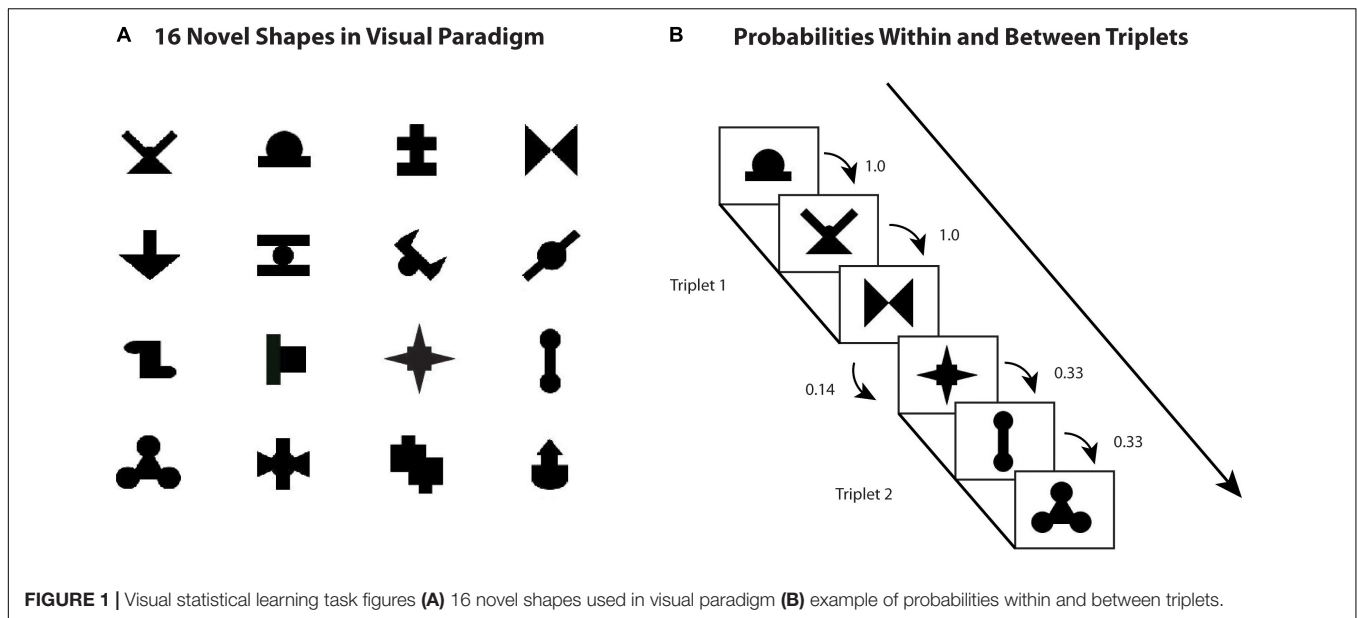 A 16 Novel Shapes in Visual Paradigm
B Probabilities Within and Between Triplets
1.0
1.0
Triplet 1
0.14
0.33
0.33
Triplet 2
FIGURE 1 | Visual statistical learning task figures (A) 16 novel shapes used in visual paradigm (B) example of probabilities within and between triplets.